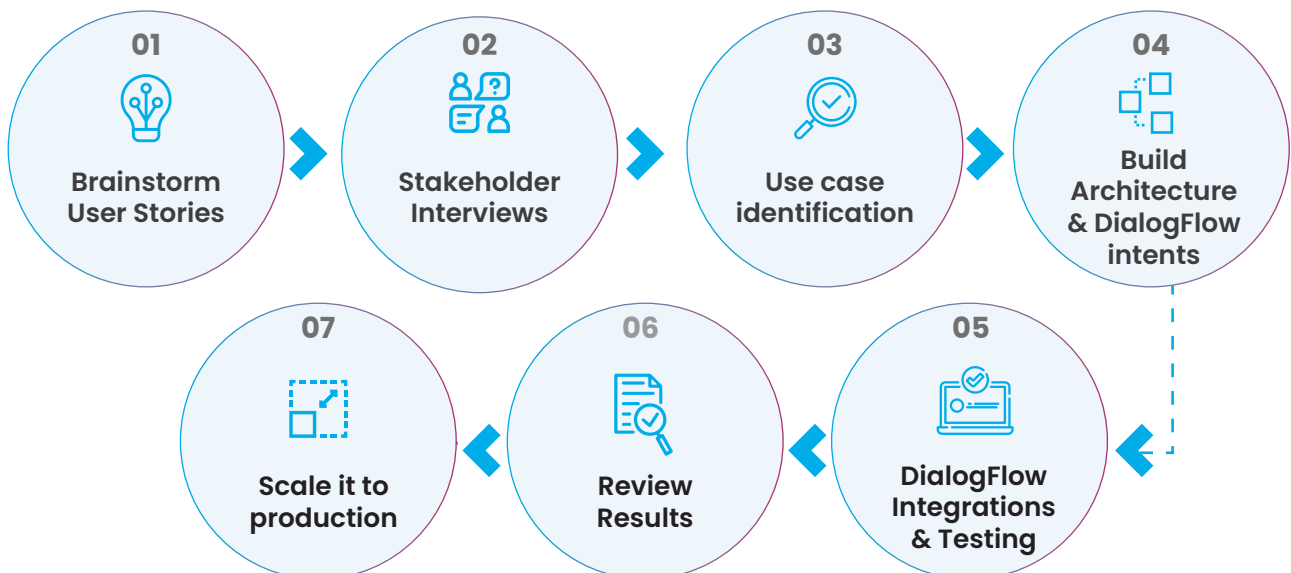 01
Brainstorm
User Stories
02
Stakeholder
Interviews
?
03
Use case
identification
04
Build
Architecture
& DialogFlow
intents
05
DialogFlow
Integrations
& Testing
06
Review
Results
07
Scale it to
production